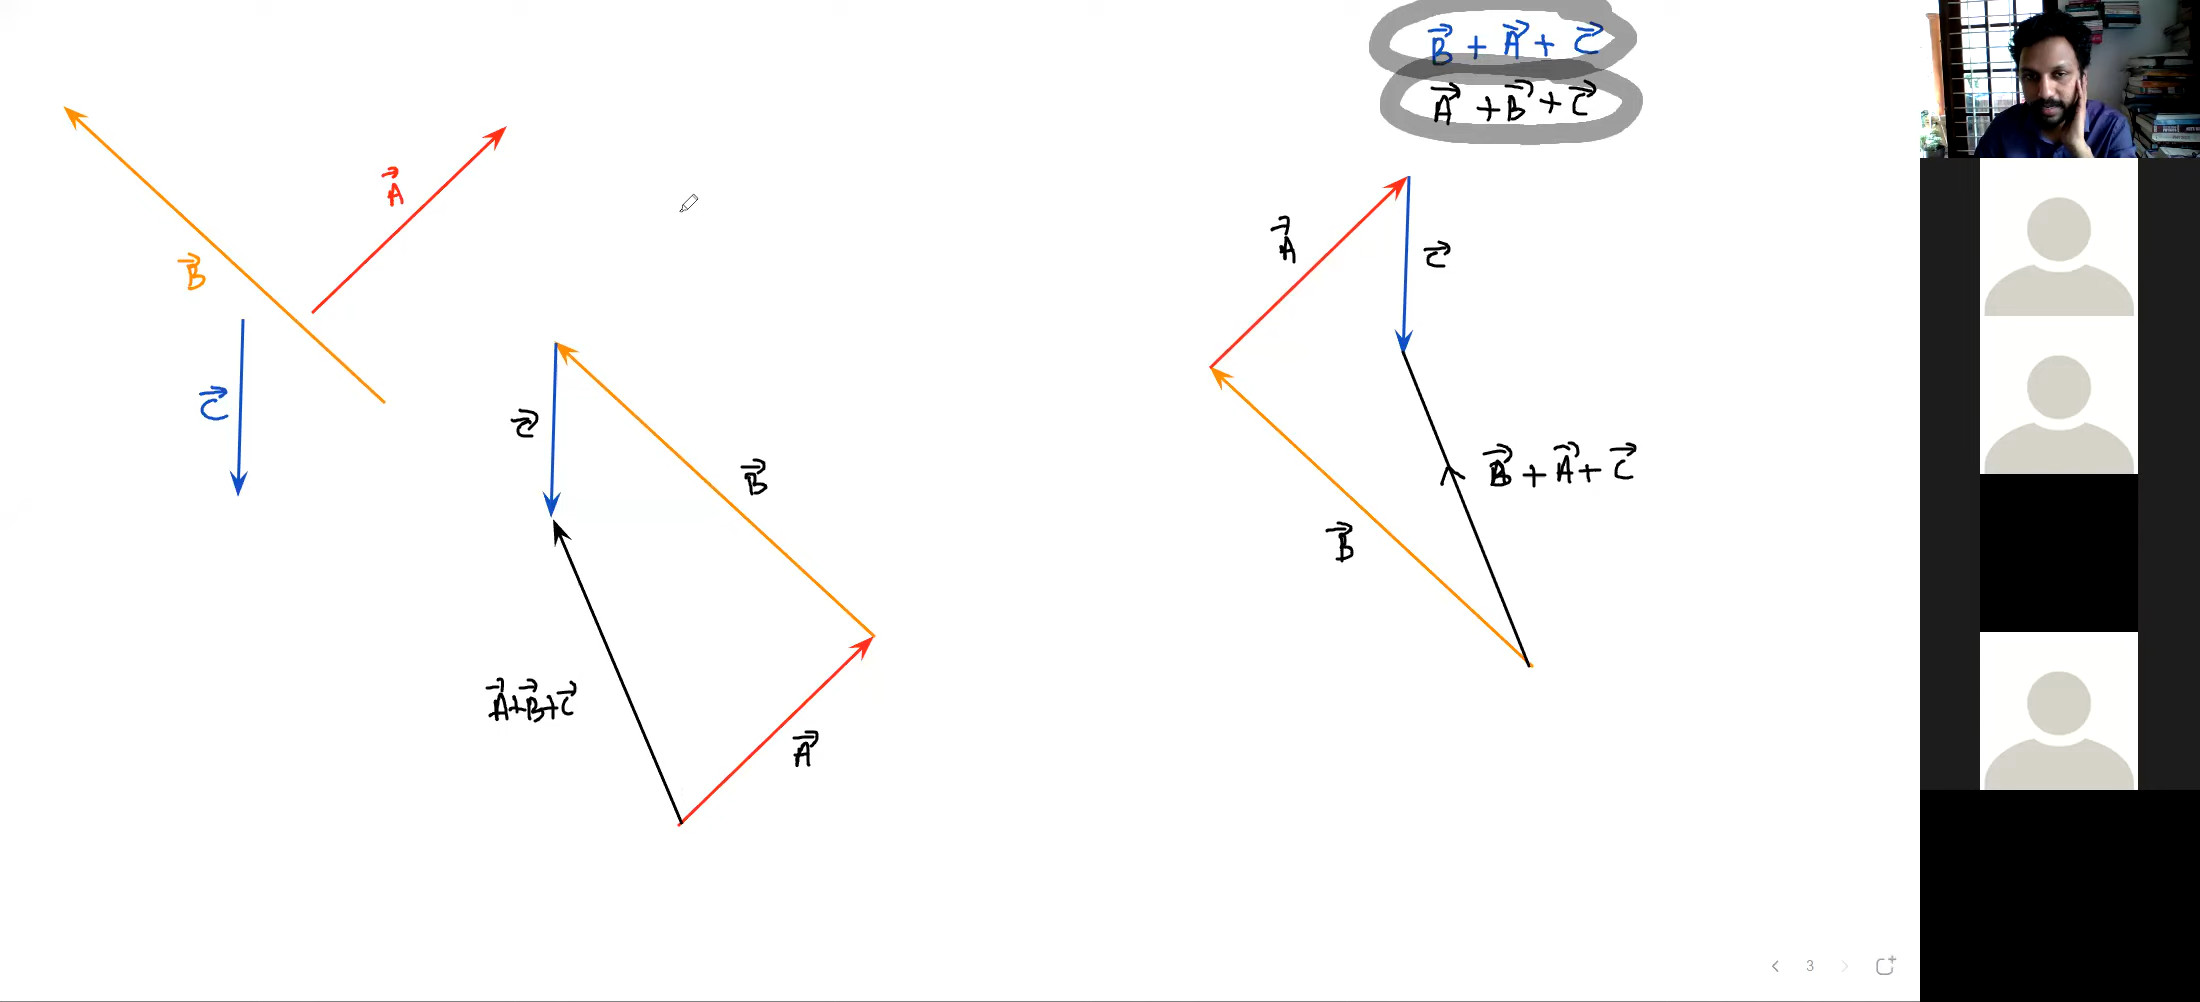 B⃗ + A⃗ + C⃗
A⃗ + B⃗ + C⃗
A⃗
B⃗
C⃗
A⃗
C⃗
C⃗
B⃗
B⃗ + A⃗ + C⃗
B⃗
A⃗+B⃗+C⃗
A⃗
3